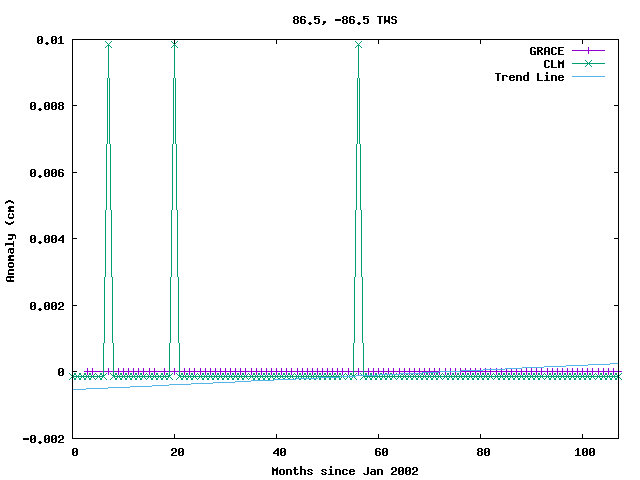 86.5, -86.5 TWS
GRACE
CLM
Trend Line
0.01
0.008
0.006
0.004
0.002
0
-0.002
Anomaly (cm)
0 20 40 60 80 100
Months since Jan 2002